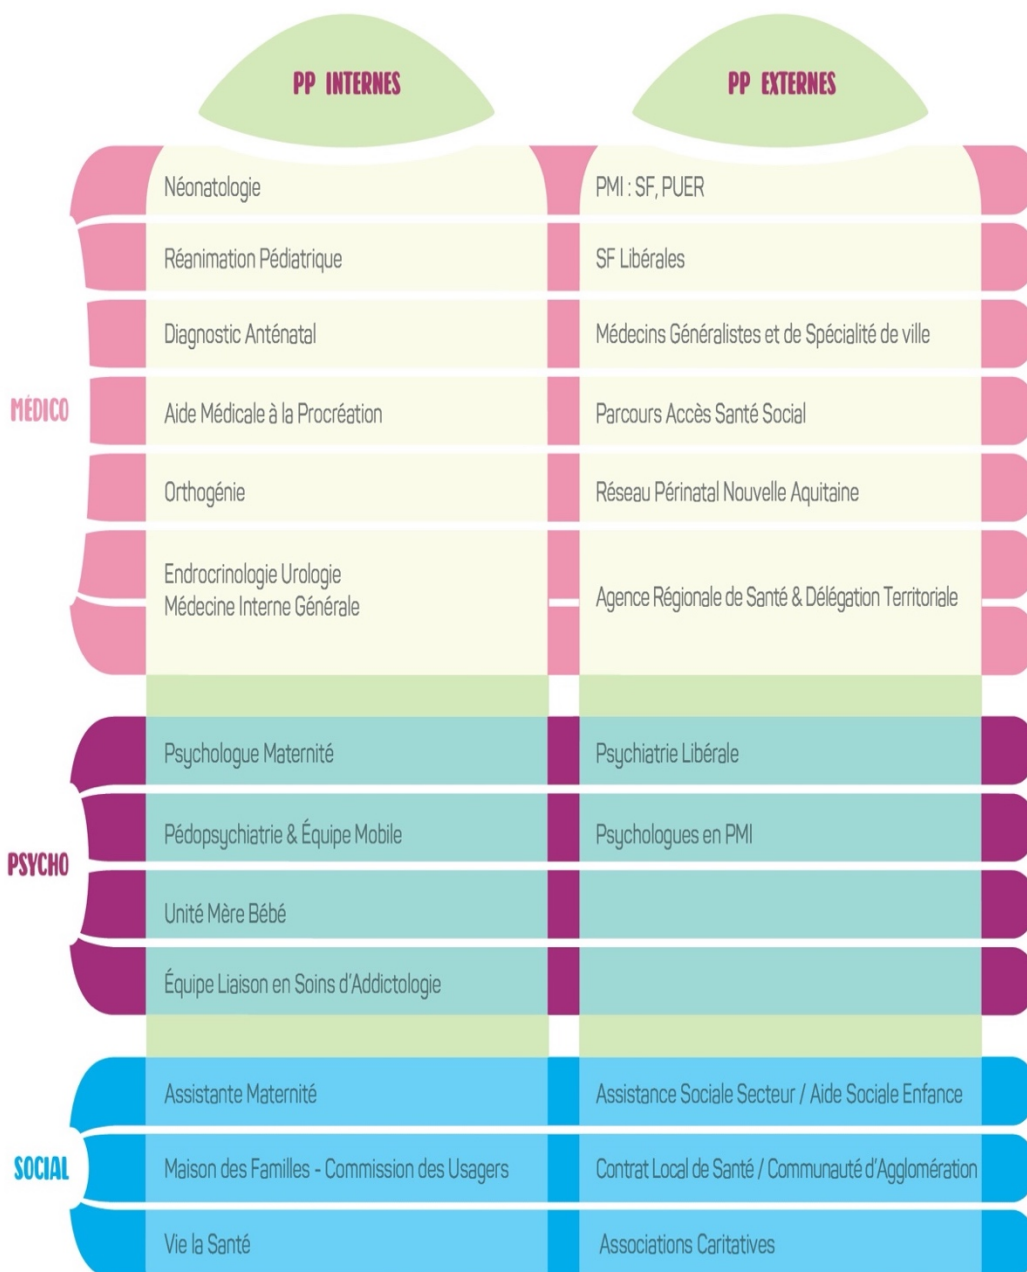 PP INTERNES
PP EXTERNES
MÉDICO
Néonatologie
PMI : SF, PUER
Réanimation Pédiatrique
SF Libérales
Diagnostic Anténatal
Médecins Généralistes et de Spécialité de ville
Aide Médicale à la Procréation
Parcours Accès Santé Social
Orthogénie
Réseau Périnatal Nouvelle Aquitaine
Endocrinologie Urologie
Médecine Interne Générale
Agence Régionale de Santé & Délégation Territoriale
PSYCHO
Psychologue Maternité
Psychiatrie Libérale
Pédopsychiatrie & Équipe Mobile
Psychologues en PMI
Unité Mère Bébé
Équipe Liaison en Soins d'Addictologie
SOCIAL
Assistante Maternité
Assistance Sociale Secteur / Aide Sociale Enfance
Maison des Familles - Commission des Usagers
Contrat Local de Santé / Communauté d'Agglomération
Vie la Santé
Associations Caritatives